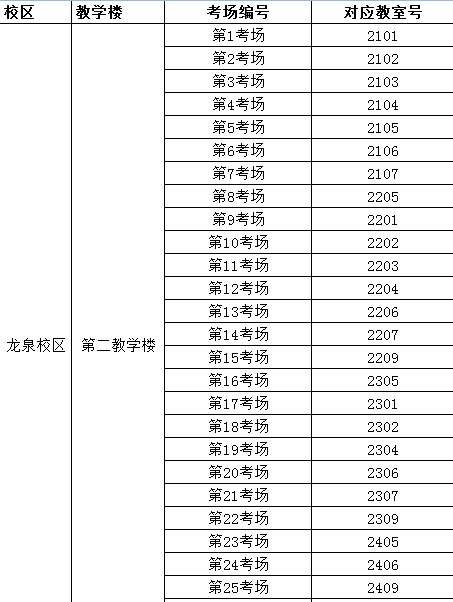 校区 教学楼 考场编号 对应教室号
第1考场 2101
第2考场 2102
第3考场 2103
第4考场 2104
第5考场 2105
第6考场 2106
第7考场 2107
第8考场 2205
第9考场 2201
第10考场 2202
第11考场 2203
第12考场 2204
第13考场 2206
第14考场 2207
龙泉校区 第二教学楼 第15考场 2209
第16考场 2305
第17考场 2301
第18考场 2302
第19考场 2304
第20考场 2306
第21考场 2307
第22考场 2309
第23考场 2405
第24考场 2406
第25考场 2409